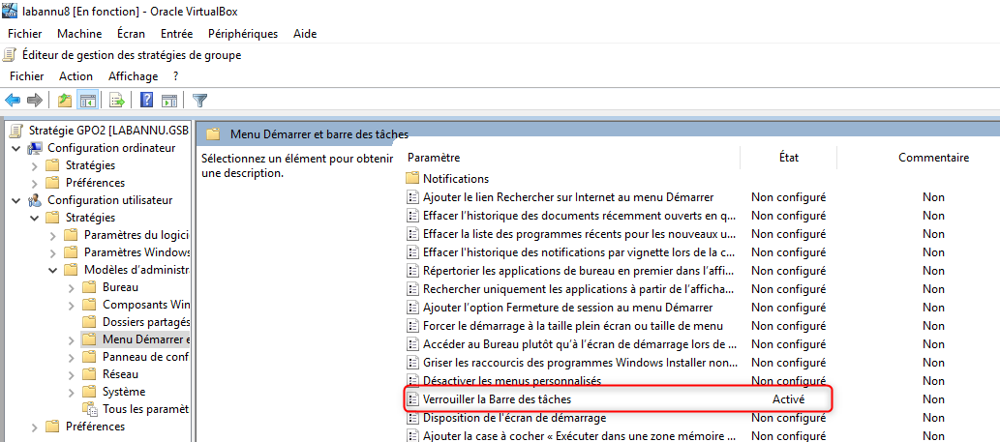 labannu8 [En fonction] - Oracle VirtualBox
Fichier Machine Écran Entrée Périphériques Aide
Éditeur de gestion des stratégies de groupe
Fichier Action Affichage ?
Stratégie GPO2 [LABANNU.GSB
Configuration ordinateur
Stratégies
Préférences
Configuration utilisateur
Stratégies
Paramètres du logici
Paramètres Windows
Modèles d'administra
Bureau
Composants Win
Dossiers partagés
Menu Démarrer e
Panneau de conf
Réseau
Système
Tous les paramèt
Préférences
Menu Démarrer et barre des tâches
Sélectionnez un élément pour obtenir
une description.
Paramètre État Commentaire
Notifications
Ajouter le lien Rechercher sur Internet au menu Démarrer Non configuré Non
Effacer l'historique des documents récemment ouverts en q... Non configuré Non
Effacer la liste des programmes récents pour les nouveaux u... Non configuré Non
Effacer l'historique des notifications par vignette lors de la c... Non configuré Non
Répertorier les applications de bureau en premier dans l'affi... Non configuré Non
Rechercher uniquement les applications à partir de l'afficha... Non configuré Non
Ajouter l'option Fermeture de session au menu Démarrer Non configuré Non
Forcer le démarrage à la taille plein écran ou taille de menu Non configuré Non
Accéder au Bureau plutôt qu'à l'écran de démarrage lors de ... Non configuré Non
Griser les raccourcis des programmes Windows Installer non... Non configuré Non
Désactiver les menus personnalisés Non configuré Non
Verrouiller la Barre des tâches Activé Non
Disposition de l'écran de démarrage Non configuré Non
Ajouter la case à cocher « Exécuter dans une zone mémoire ... Non configuré Non